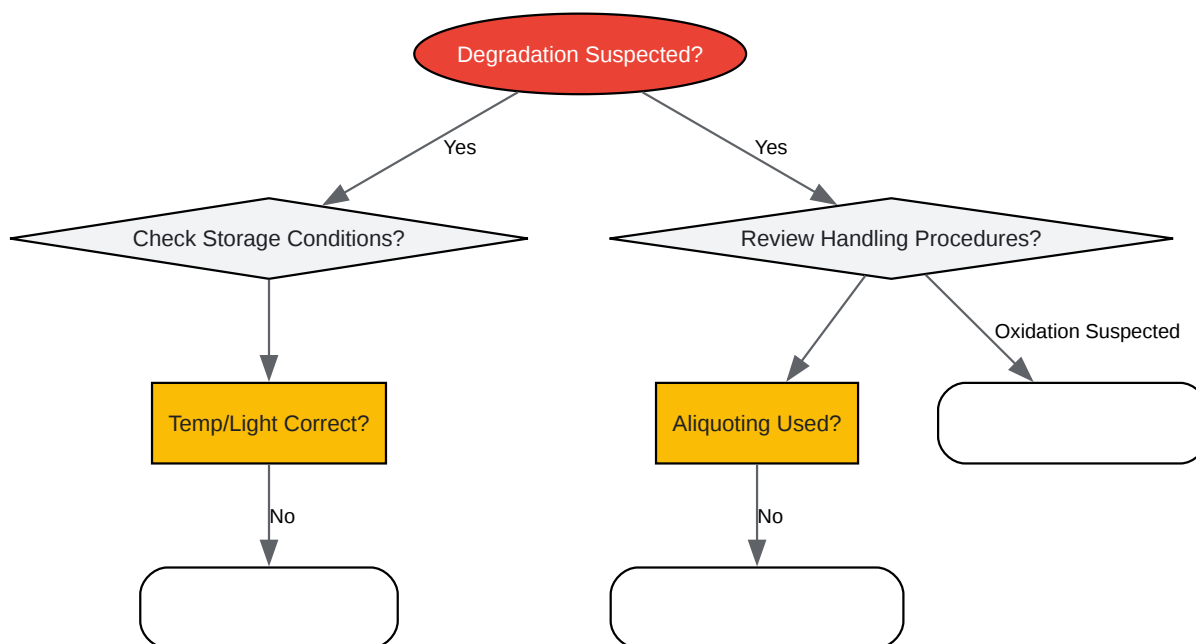 Degradation Suspected?
Yes
Yes
Check Storage Conditions?
Review Handling Procedures?
Oxidation Suspected
Temp/Light Correct?
Aliquoting Used?
No
No